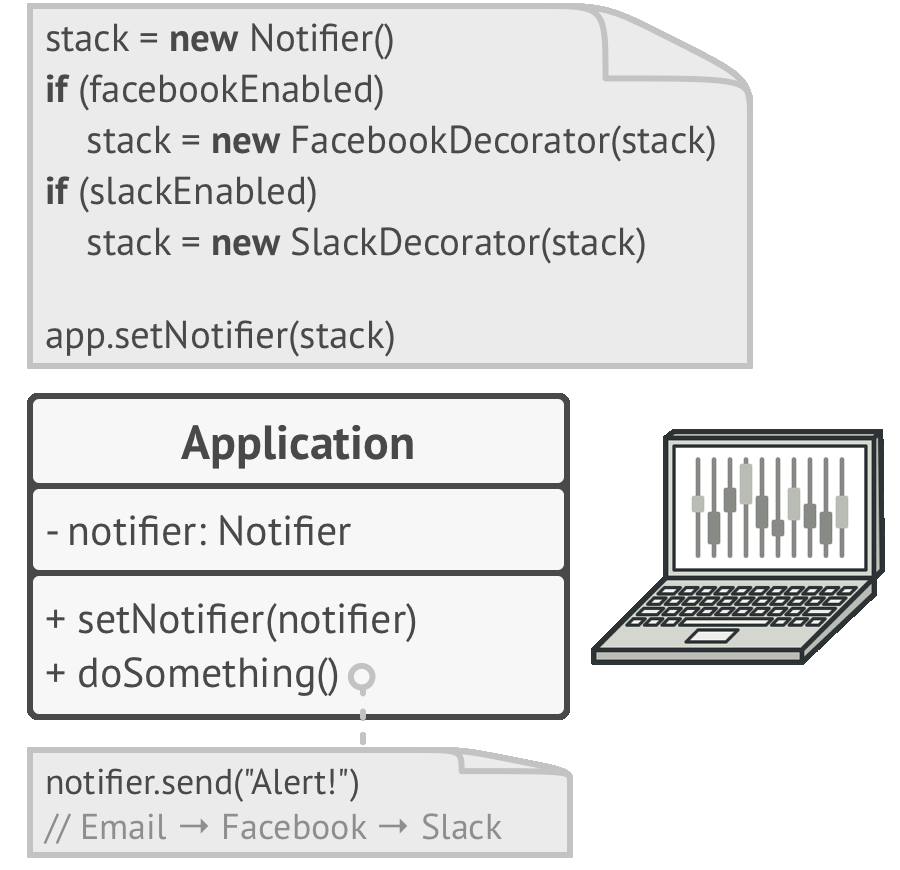 stack = new Notifier()
if (facebookEnabled)
stack = new FacebookDecorator(stack)
if (slackEnabled)
stack = new SlackDecorator(stack)
app.setNotifier(stack)
Application
- notifier: Notifier
+ setNotifier(notifier)
+ doSomething()
notifier.send("Alert!")
// Email → Facebook → Slack